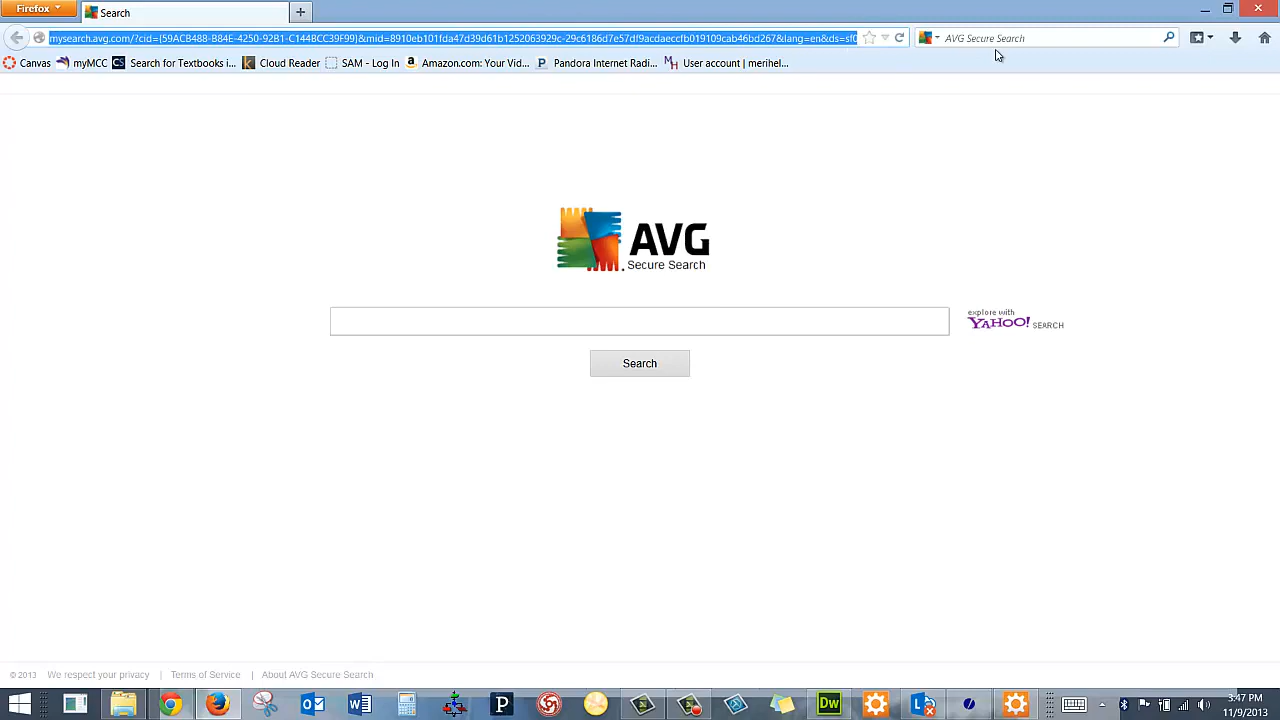 Firefox
Search
mysearch.avg.com/?cid={59ACB488-B84E-4250-92B1-C144BCC39F99}&mid=8910eb101fda47d39d61b1252063929c-29c6186d7e57df9acdaeccfb019109cab46bd267&lang=en&ds=sf0
AVG Secure Search
Canvas myMCC CS Search for Textbooks i... Cloud Reader SAM - Log In Amazon.com: Your Vid... Pandora Internet Radi... User account | merihel...
AVG
Secure Search
explore with
YAHOO! SEARCH
Search
© 2013 We respect your privacy | Terms of Service | About AVG Secure Search
Dw
3:47 PM
11/9/2013